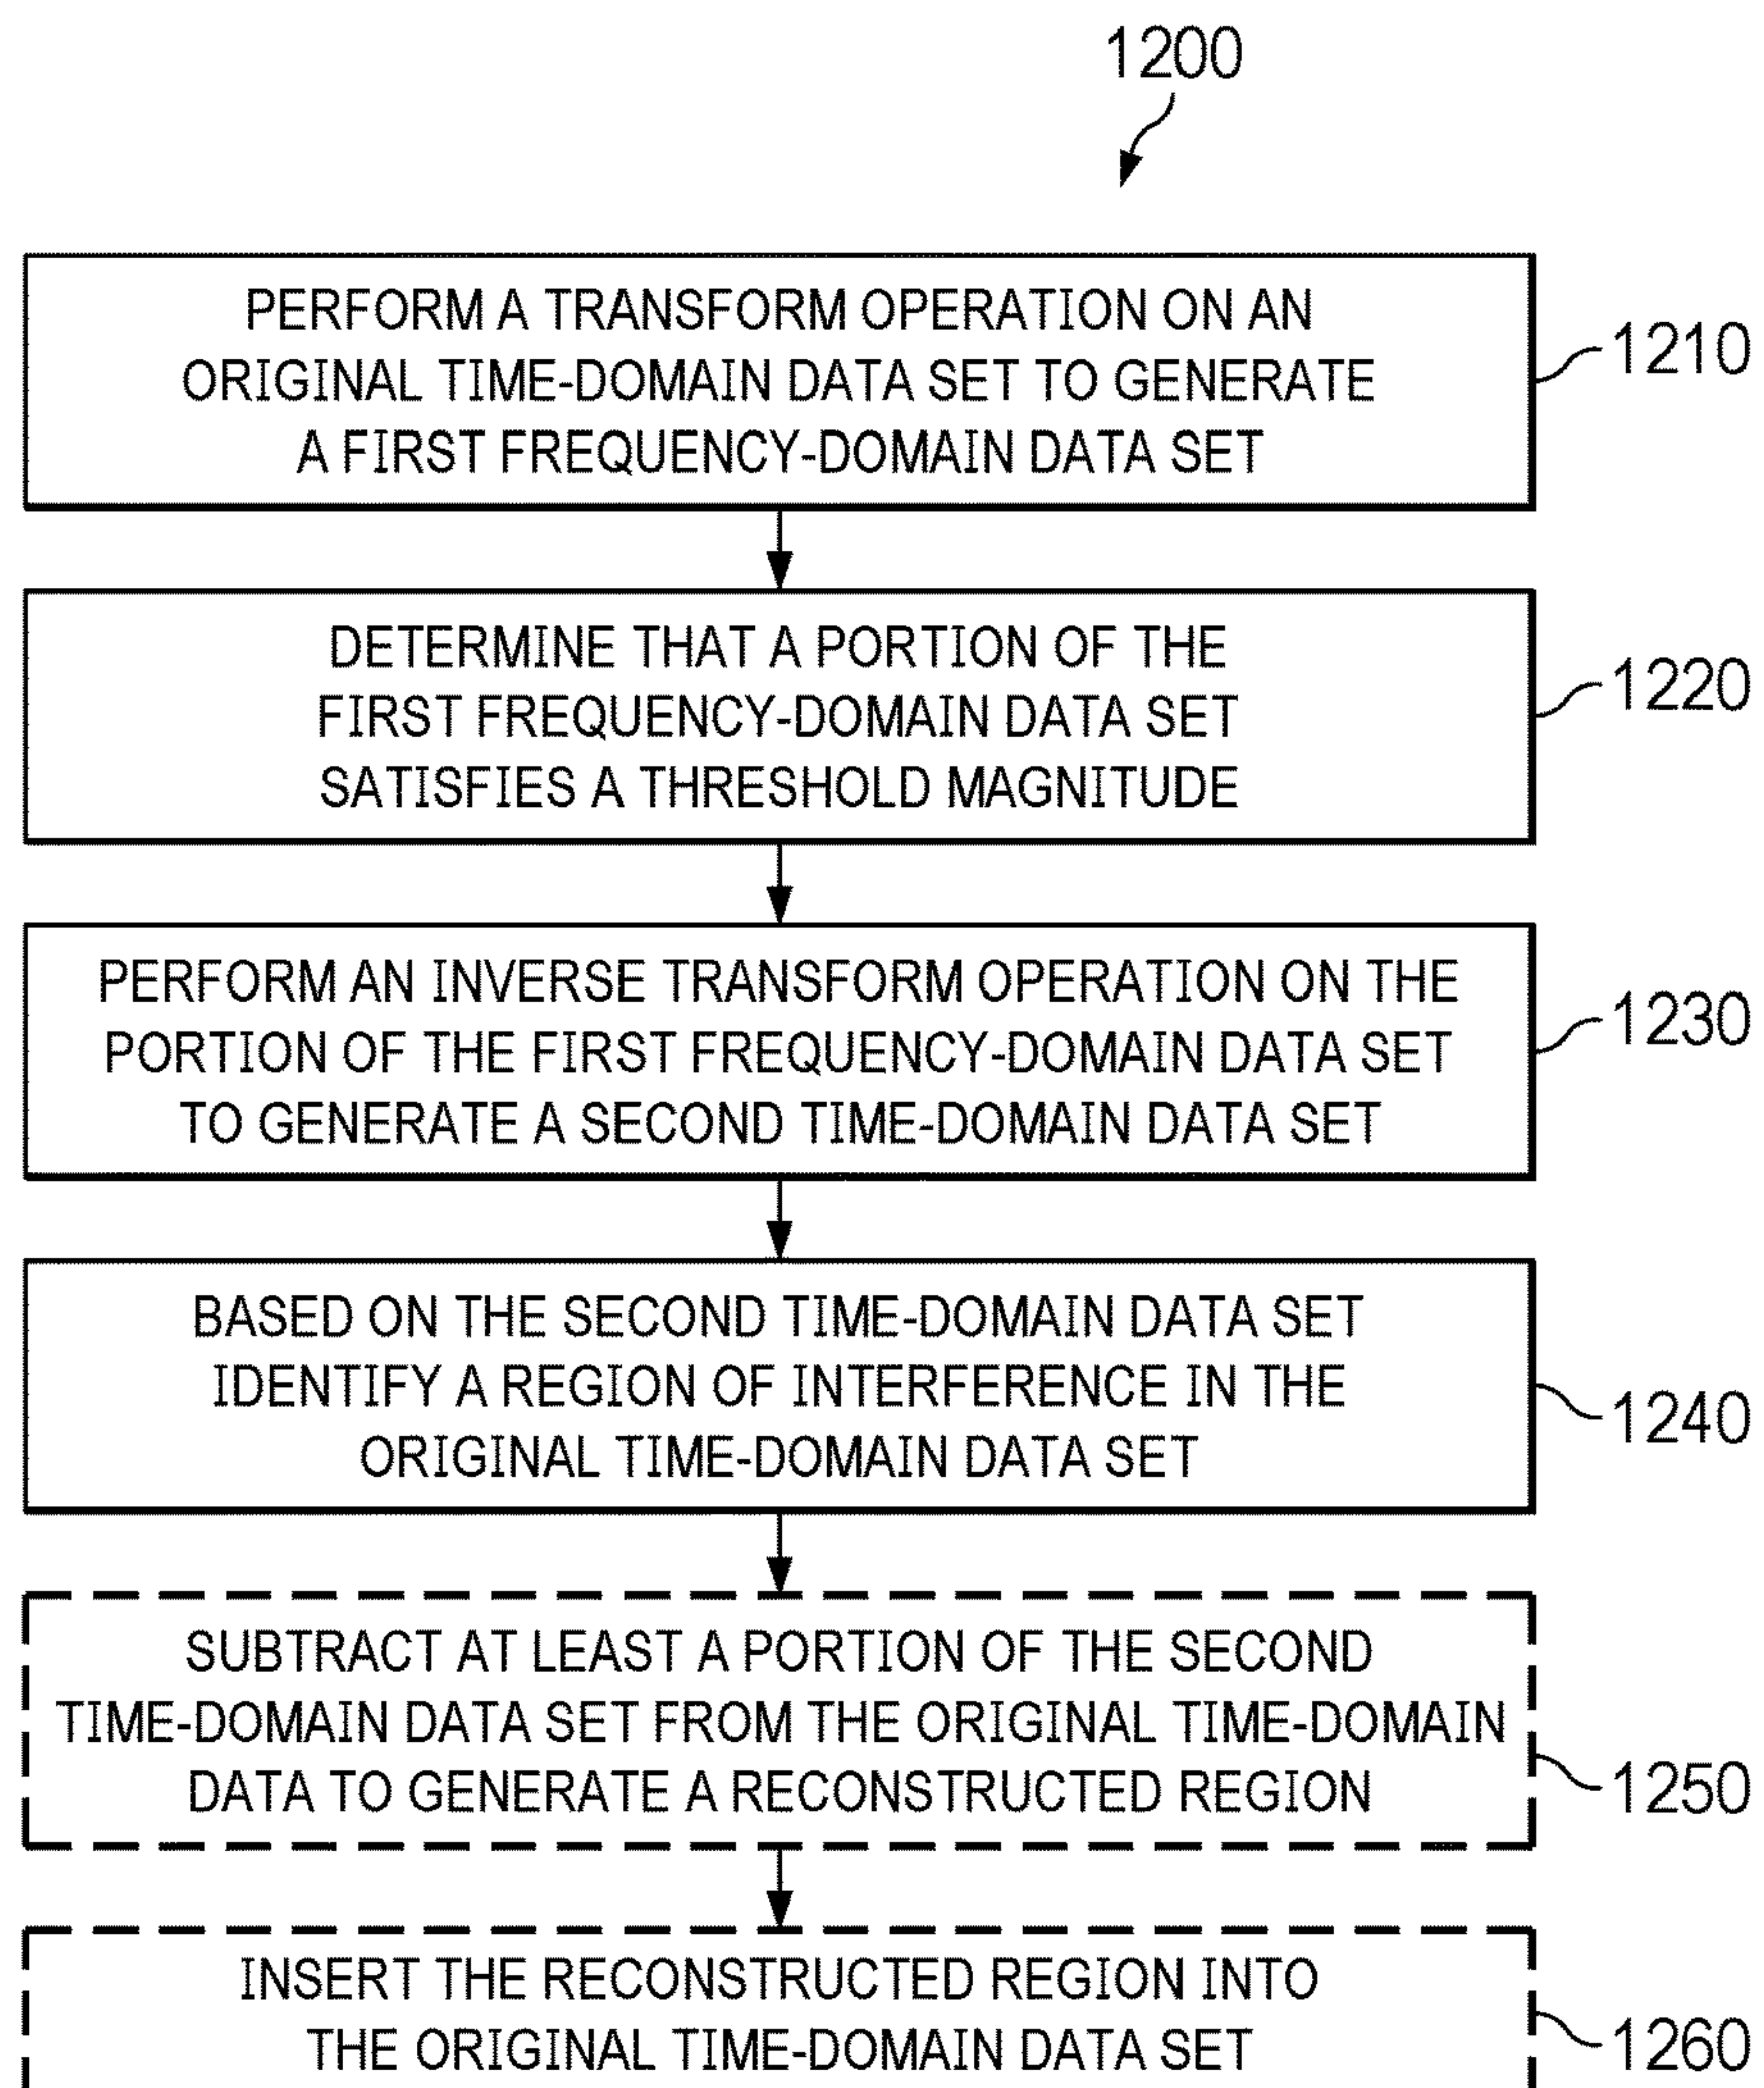 1200
PERFORM A TRANSFORM OPERATION ON AN
ORIGINAL TIME-DOMAIN DATA SET TO GENERATE
A FIRST FREQUENCY-DOMAIN DATA SET
1210
DETERMINE THAT A PORTION OF THE
FIRST FREQUENCY-DOMAIN DATA SET
SATISFIES A THRESHOLD MAGNITUDE
1220
PERFORM AN INVERSE TRANSFORM OPERATION ON THE
PORTION OF THE FIRST FREQUENCY-DOMAIN DATA SET
TO GENERATE A SECOND TIME-DOMAIN DATA SET
1230
BASED ON THE SECOND TIME-DOMAIN DATA SET
IDENTIFY A REGION OF INTERFERENCE IN THE
ORIGINAL TIME-DOMAIN DATA SET
1240
SUBTRACT AT LEAST A PORTION OF THE SECOND
TIME-DOMAIN DATA SET FROM THE ORIGINAL TIME-DOMAIN
DATA TO GENERATE A RECONSTRUCTED REGION
1250
INSERT THE RECONSTRUCTED REGION INTO
THE ORIGINAL TIME-DOMAIN DATA SET
1260